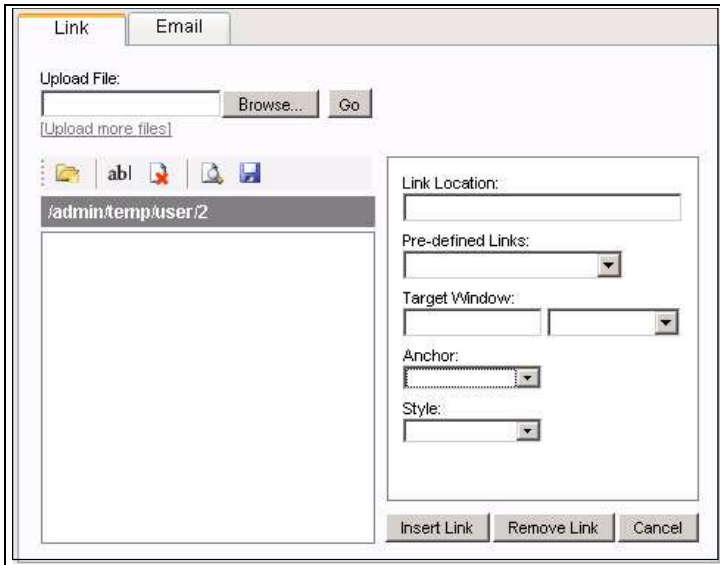 Link Email
Upload File:
Browse... Go
[Upload more files]
abl
/admin/temp/user/2
Link Location:
Pre-defined Links:
Target Window:
Anchor:
Style:
Insert Link Remove Link Cancel